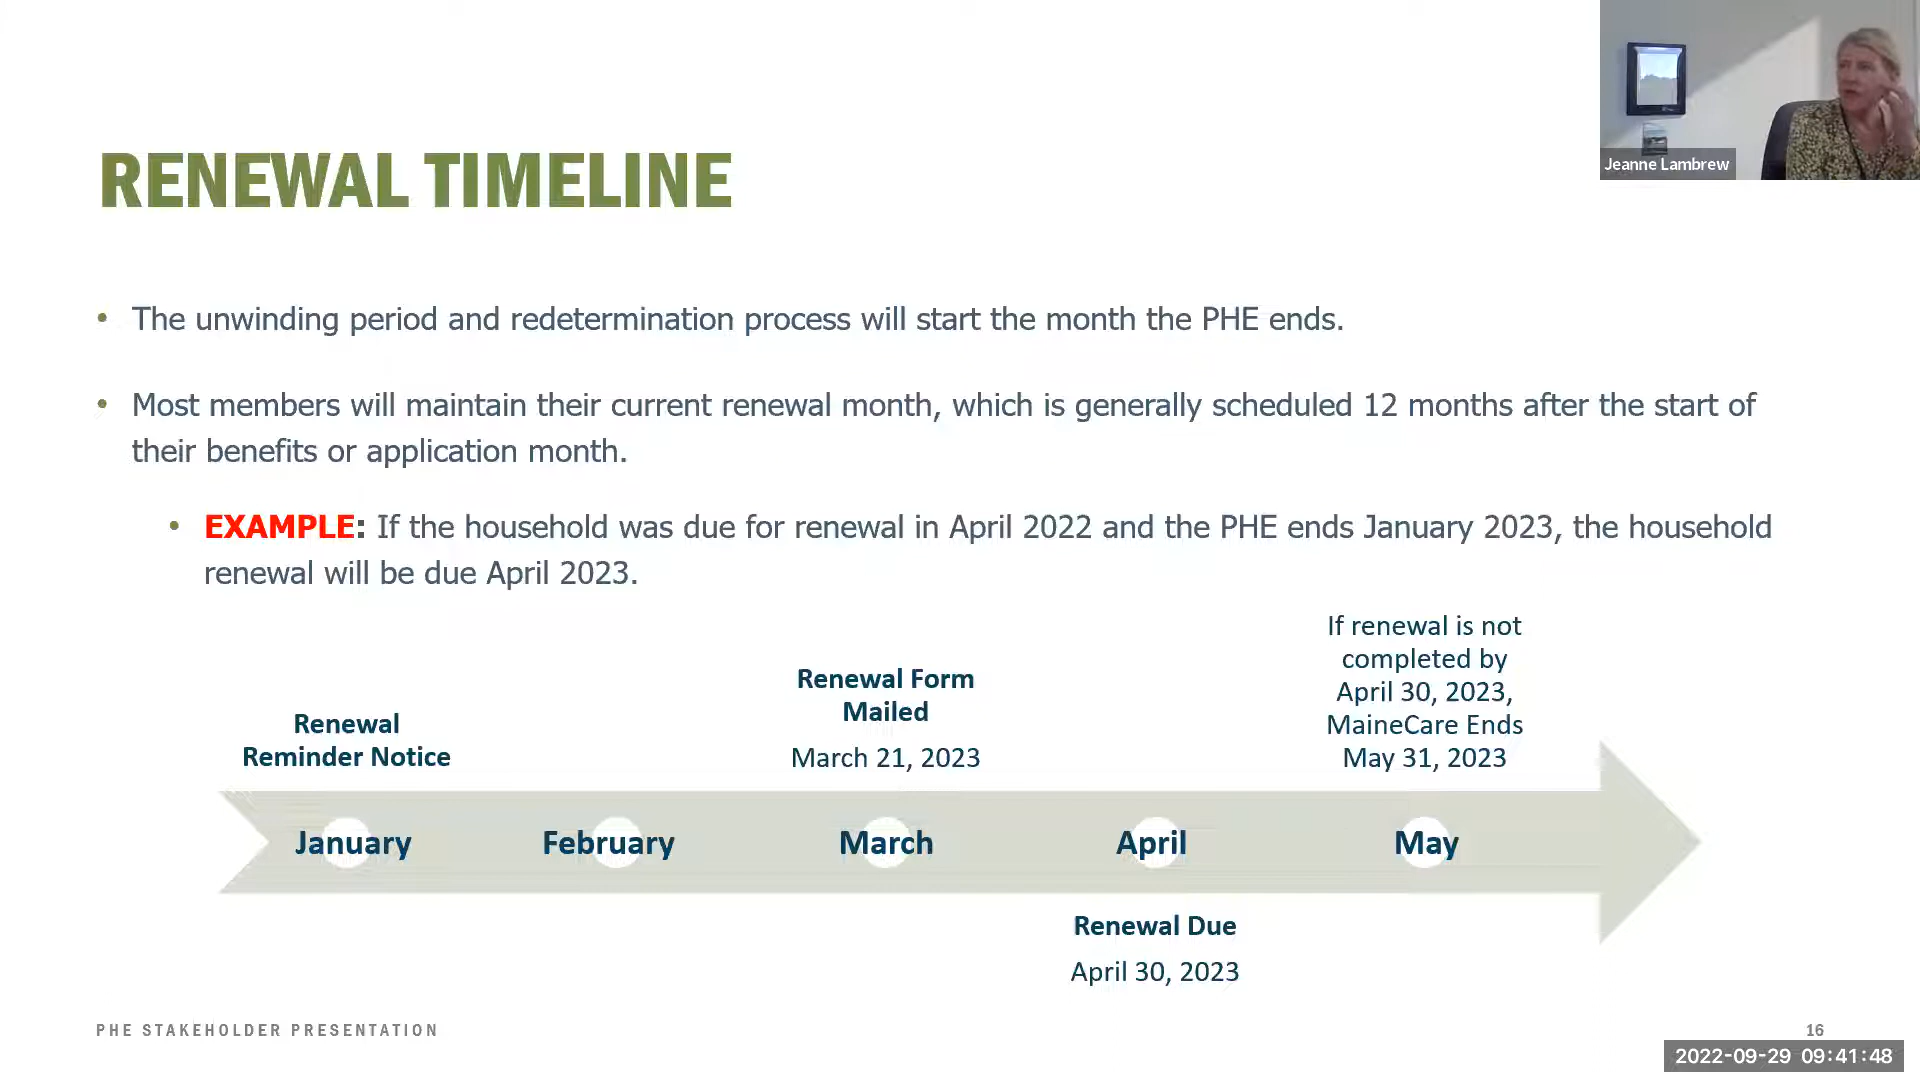 Jeanne Lambrew
RENEWAL TIMELINE
• The unwinding period and redetermination process will start the month the PHE ends.
• Most members will maintain their current renewal month, which is generally scheduled 12 months after the start of
their benefits or application month.
• EXAMPLE: If the household was due for renewal in April 2022 and the PHE ends January 2023, the household
renewal will be due April 2023.
Renewal
Reminder Notice
Renewal Form
Mailed
March 21, 2023
If renewal is not
completed by
April 30, 2023,
MaineCare Ends
May 31, 2023
January February March April May
Renewal Due
April 30, 2023
PHE STAKEHOLDER PRESENTATION
16
2022-09-29 09:41:48